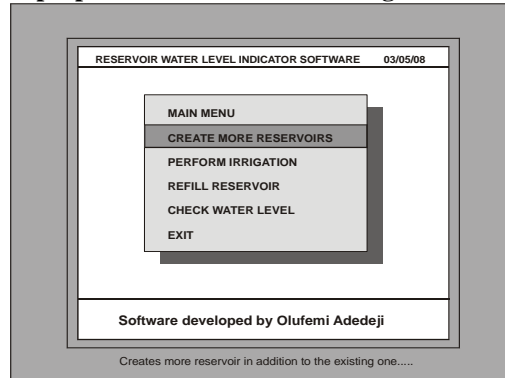 RESERVOIR WATER LEVEL INDICATOR SOFTWARE 03/05/08
MAIN MENU
CREATE MORE RESERVOIRS
PERFORM IRRIGATION
REFILL RESERVOIR
CHECK WATER LEVEL
EXIT
Software developed by Olufemi Adedeji
Creates more reservoir in addition to the existing one.....